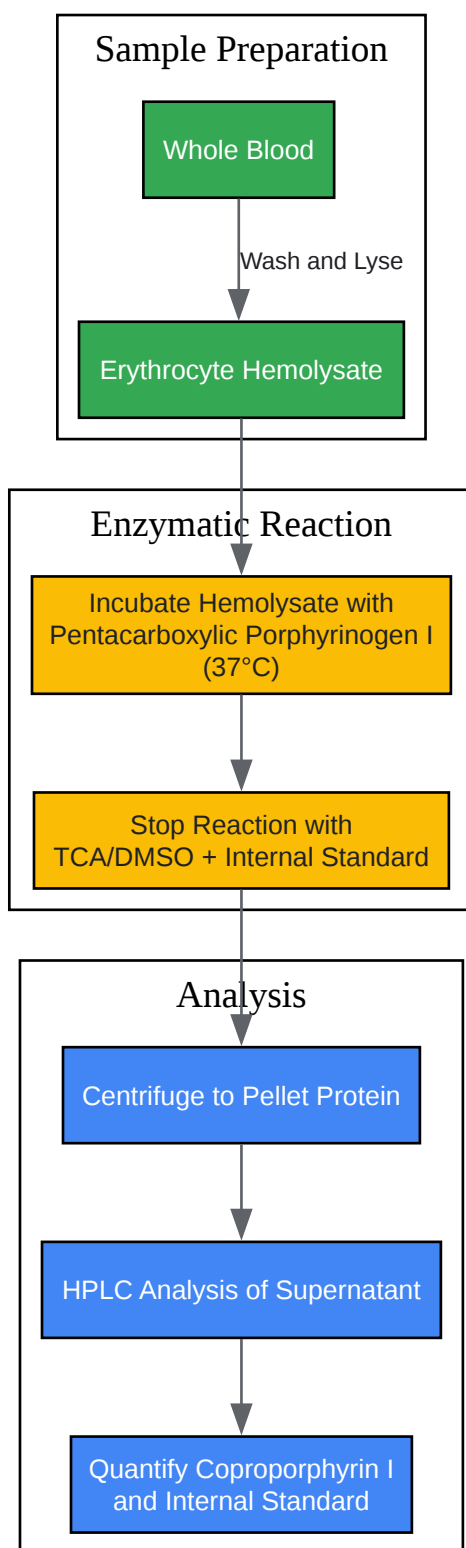 Sample Preparation
Whole Blood
Wash and Lyse
Erythrocyte Hemolysate
Enzymatic Reaction
Incubate Hemolysate with
Pentacarboxylic Porphyrinogen I
(37°C)
Stop Reaction with
TCA/DMSO + Internal Standard
Analysis
Centrifuge to Pellet Protein
HPLC Analysis of Supernatant
Quantify Coproporphyrin I
and Internal Standard